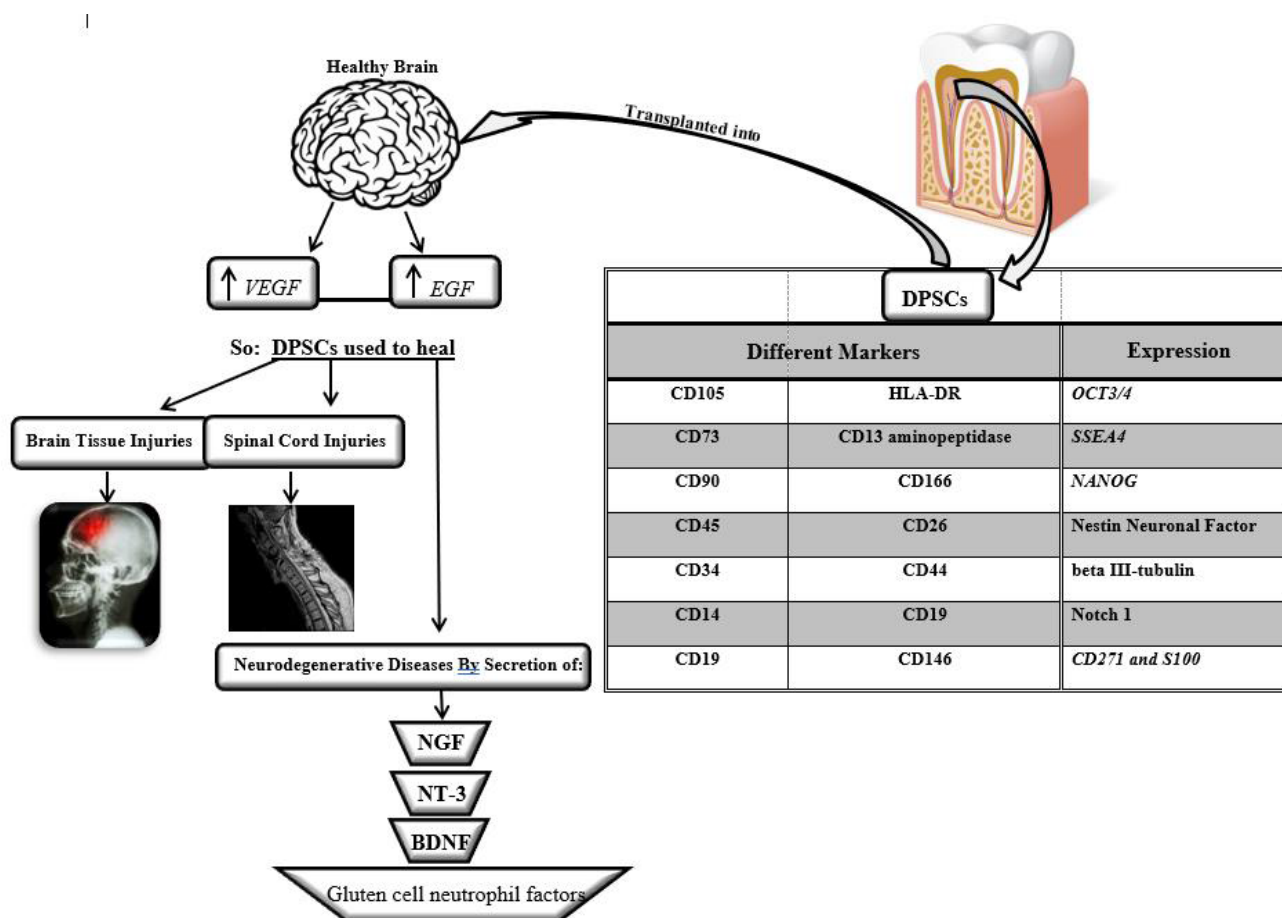 Healthy Brain
Transplanted into
VEGF
EGF
So: DPSCs used to heal
Brain Tissue Injuries
Spinal Cord Injuries
Neurodegenerative Diseases By Secretion of:
NGF
NT-3
BDNF
Gluten cell neutrophil factors
DPSCs
Different Markers Expression
CD105 HLA-DR OCT3/4
CD73 CD13 aminopeptidase SSEA4
CD90 CD166 NANOG
CD45 CD26 Nestin Neuronal Factor
CD34 CD44 beta III-tubulin
CD14 CD19 Notch 1
CD19 CD146 CD271 and S100